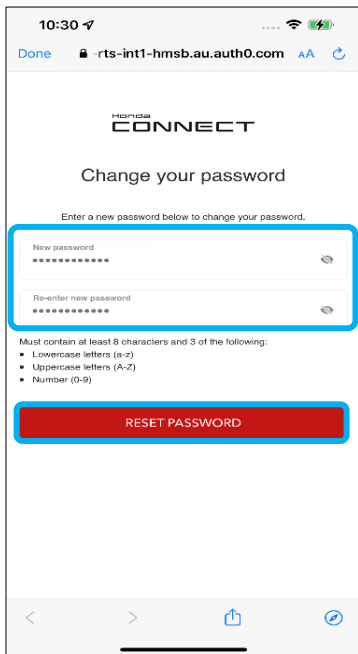 10:30
Done -rts-int1-hmsb.au.auth0.com AA
Honda
CONNECT
Change your password
Enter a new password below to change your password.
New password
••••••••••••
Re-enter new password
••••••••••••
Must contain at least 8 characters and 3 of the following:
• Lowercase letters (a-z)
• Uppercase letters (A-Z)
• Number (0-9)
RESET PASSWORD